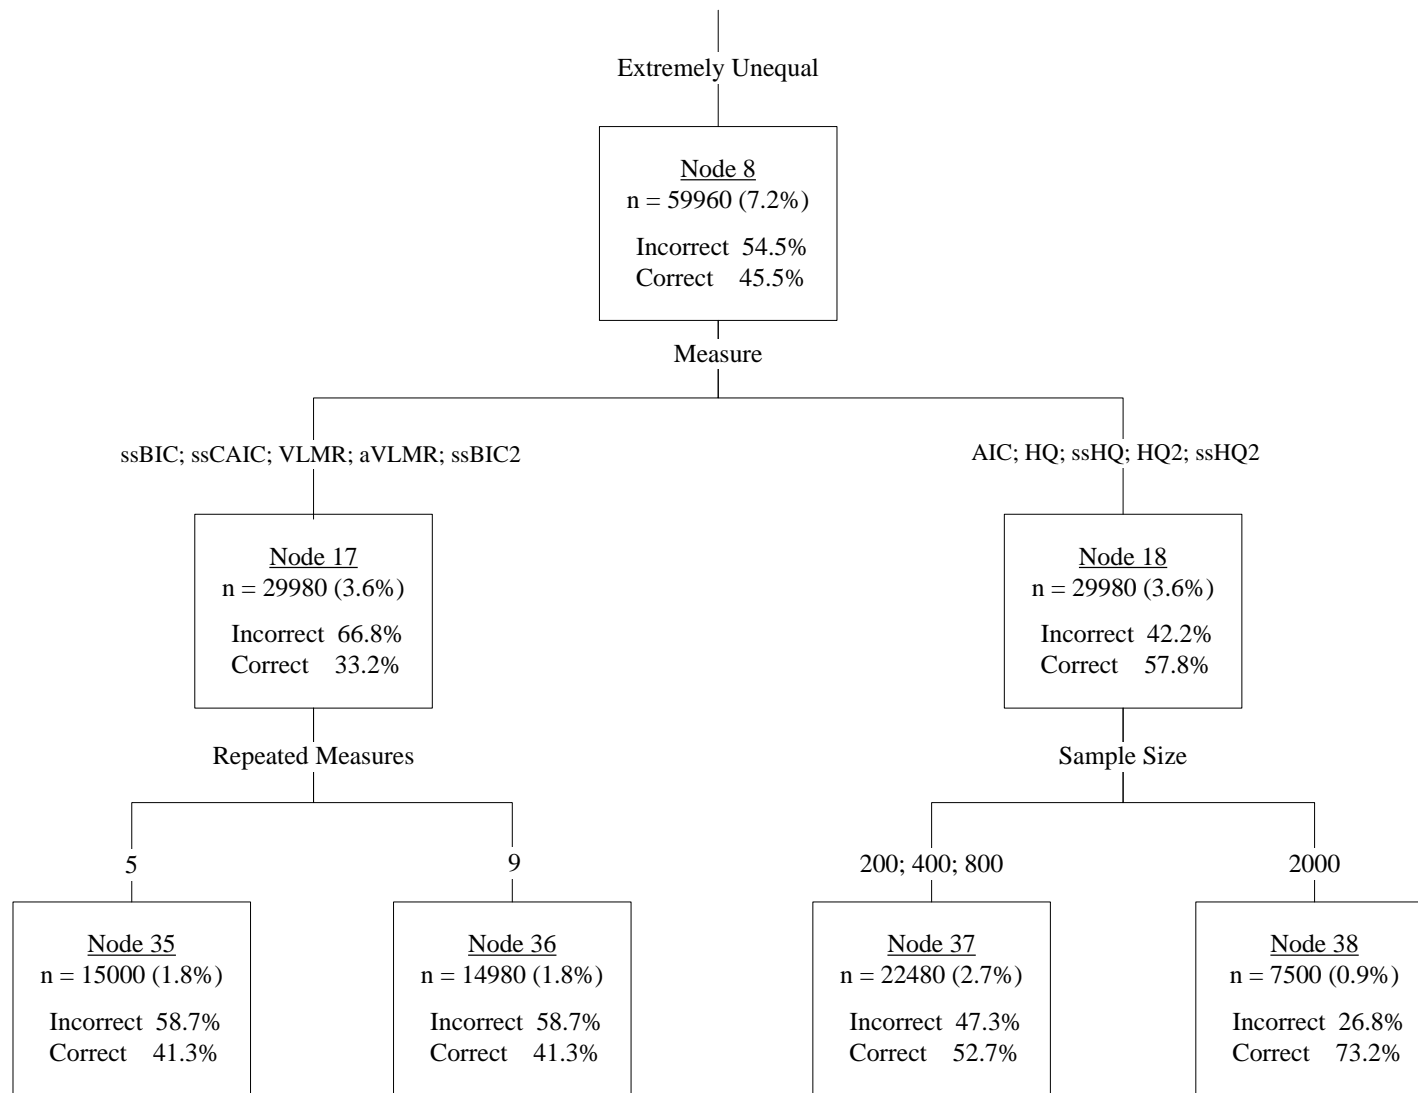 Extremely Unequal
Node 8
n = 59960 (7.2%)
Incorrect 54.5%
Correct 45.5%
Measure
ssBIC; ssCAIC; VLMR; aVLMR; ssBIC2
AIC; HQ; ssHQ; HQ2; ssHQ2
Node 17
n = 29980 (3.6%)
Incorrect 66.8%
Correct 33.2%
Node 18
n = 29980 (3.6%)
Incorrect 42.2%
Correct 57.8%
Repeated Measures
Sample Size
5
9
200; 400; 800
2000
Node 35
n = 15000 (1.8%)
Incorrect 58.7%
Correct 41.3%
Node 36
n = 14980 (1.8%)
Incorrect 58.7%
Correct 41.3%
Node 37
n = 22480 (2.7%)
Incorrect 47.3%
Correct 52.7%
Node 38
n = 7500 (0.9%)
Incorrect 26.8%
Correct 73.2%